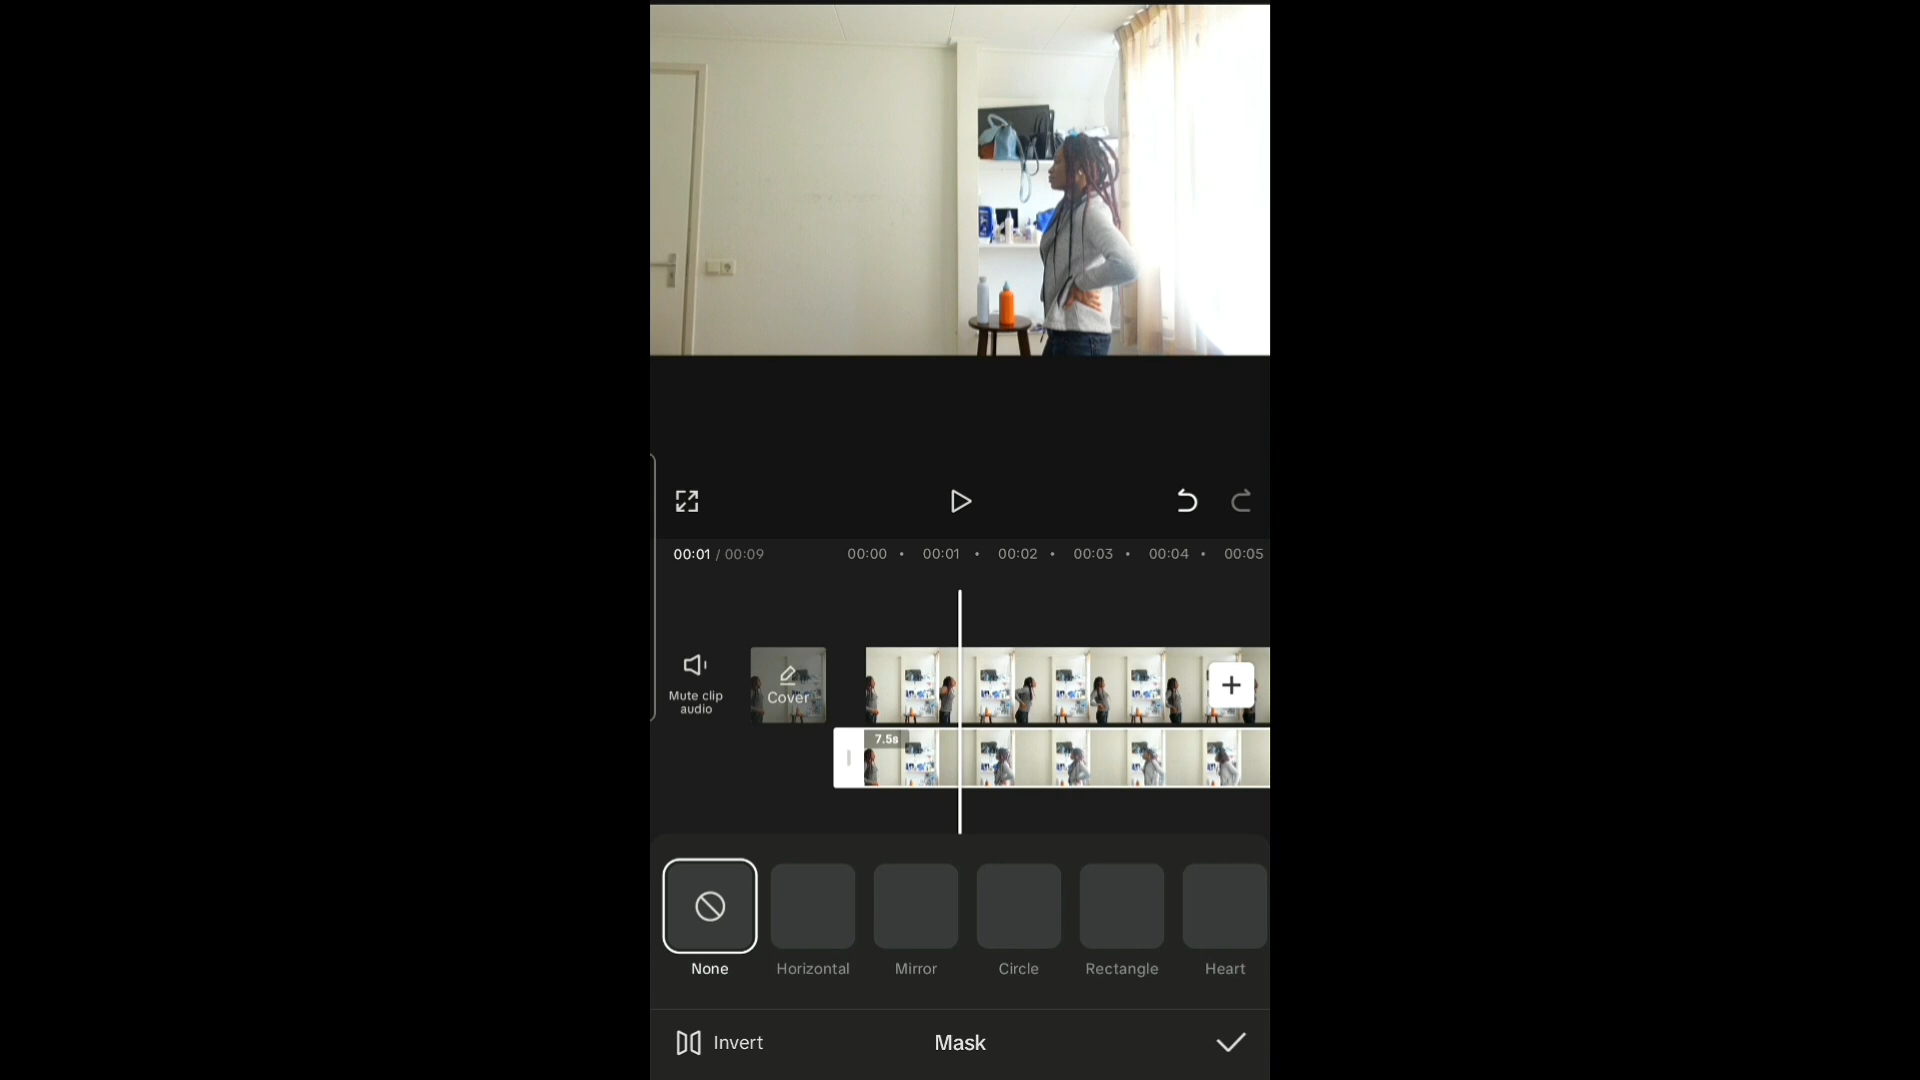 00:01 / 00:09
00:00 • 00:01 • 00:02 • 00:03 • 00:04 • 00:05
Mute clip
audio
Cover
7.5s
None
Horizontal
Mirror
Circle
Rectangle
Heart
Invert
Mask